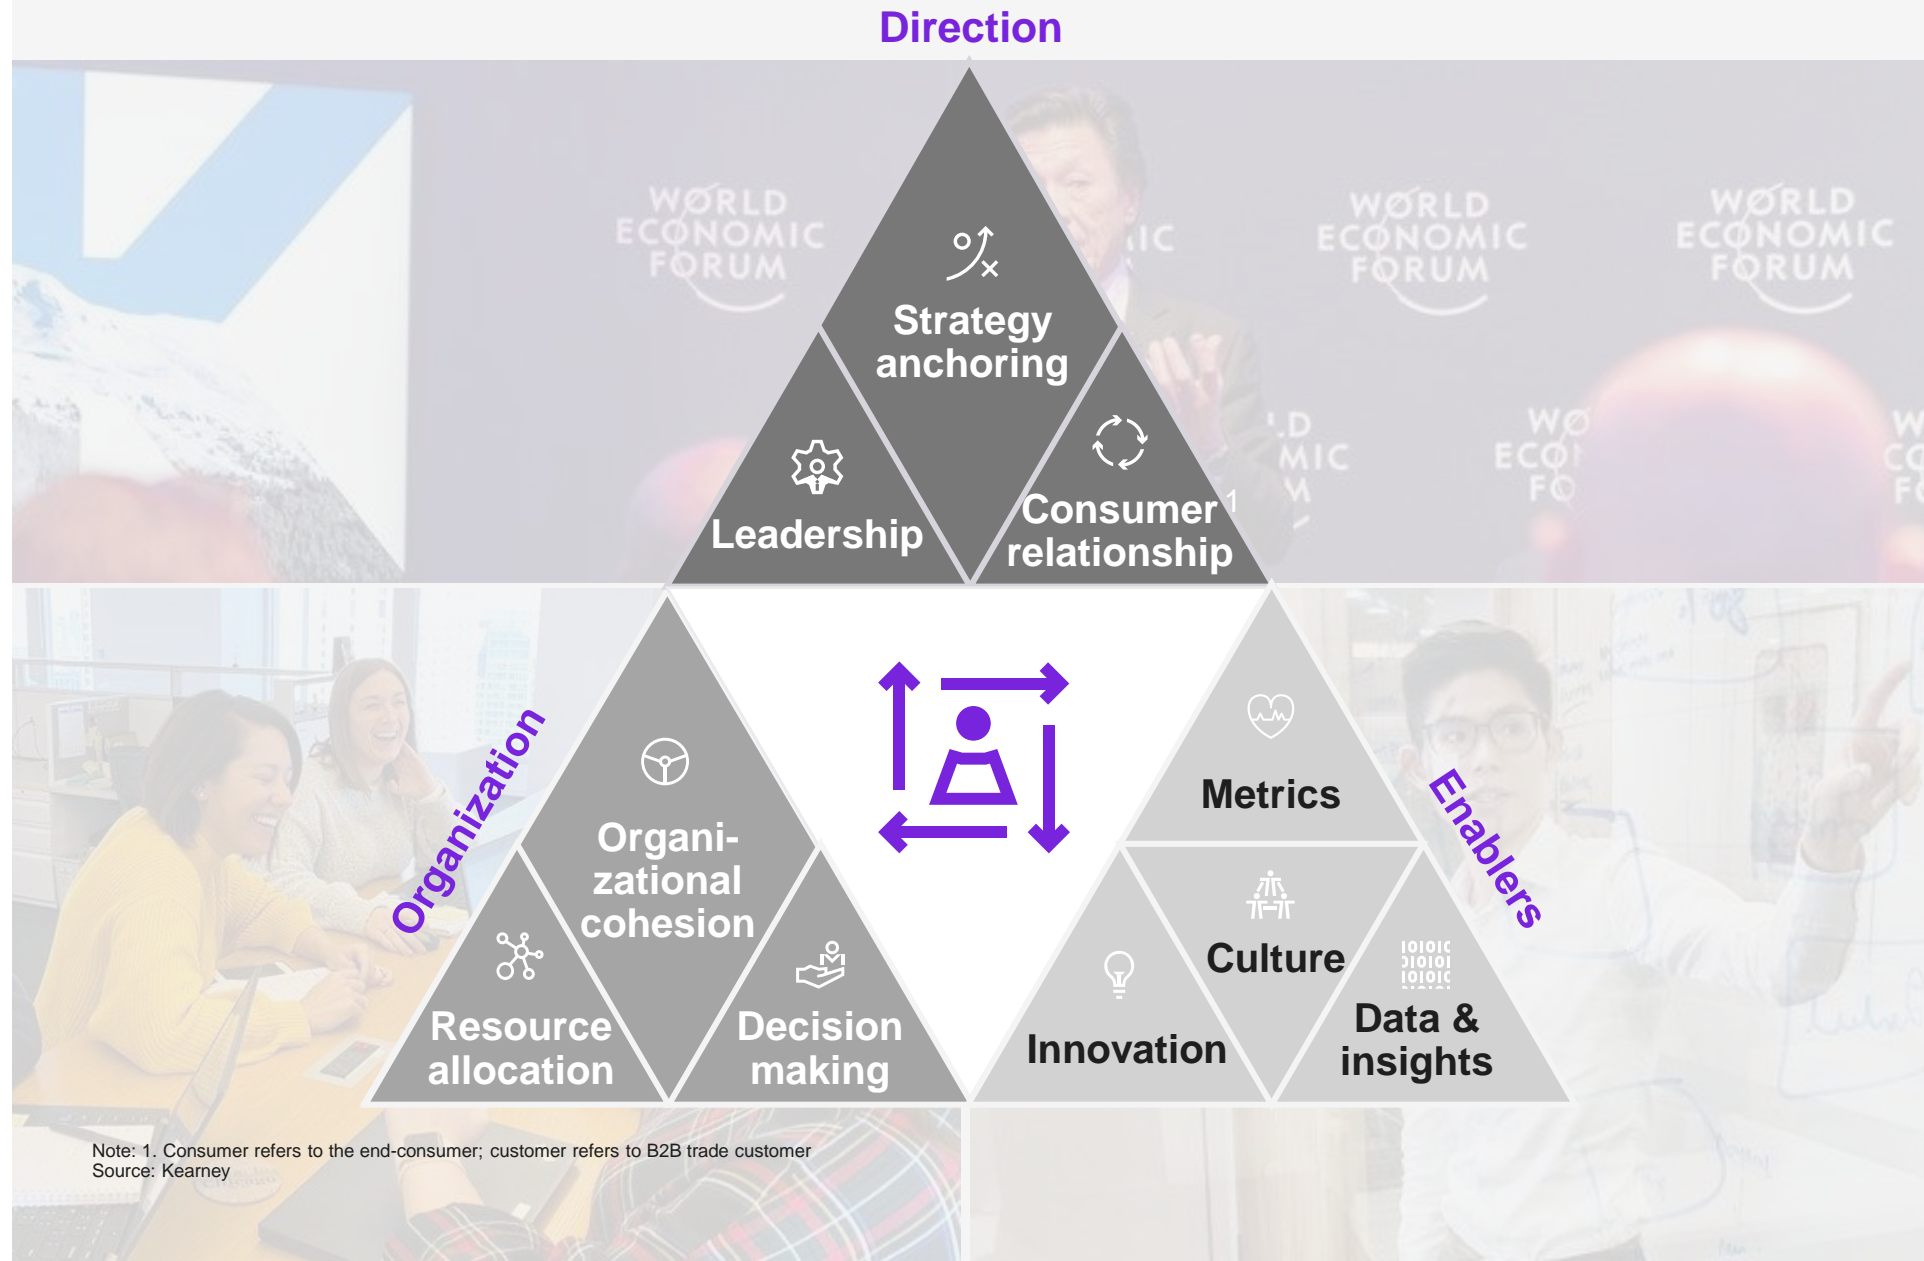 Direction
WORLD
ECONOMIC
FORUM
WORLD
ECONOMIC
FORUM
WORLD
ECONOMIC
FORUM
Strategy
anchoring
Leadership
Consumer 1
relationship
Organization
Organi-
zational
cohesion
Resource
allocation
Decision
making
Enablers
Metrics
Culture
Innovation
Data &
insights
Note: 1. Consumer refers to the end-consumer; customer refers to B2B trade customer
Source: Kearney